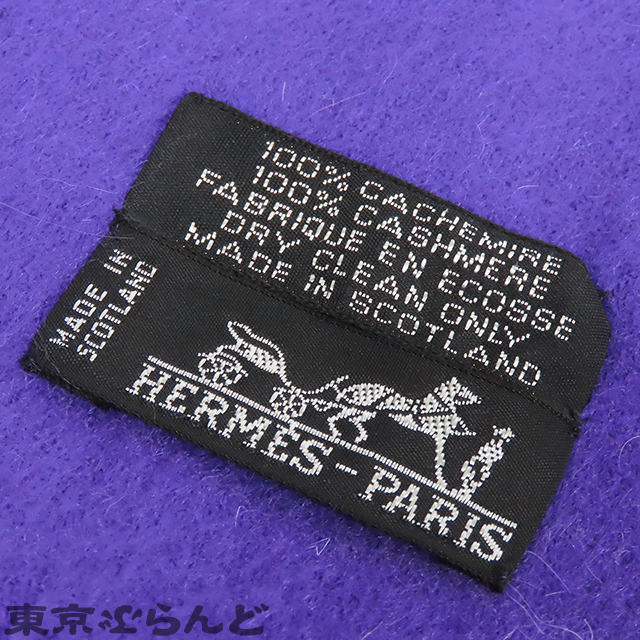 100% CACHEMIRE
100% CASHMERE
FABRIQUE EN ECOSSE
DRY CLEAN ONLY
MADE IN SCOTLAND
MADE IN
SCOTLAND
HERMES-PARIS
東京ぶらんど